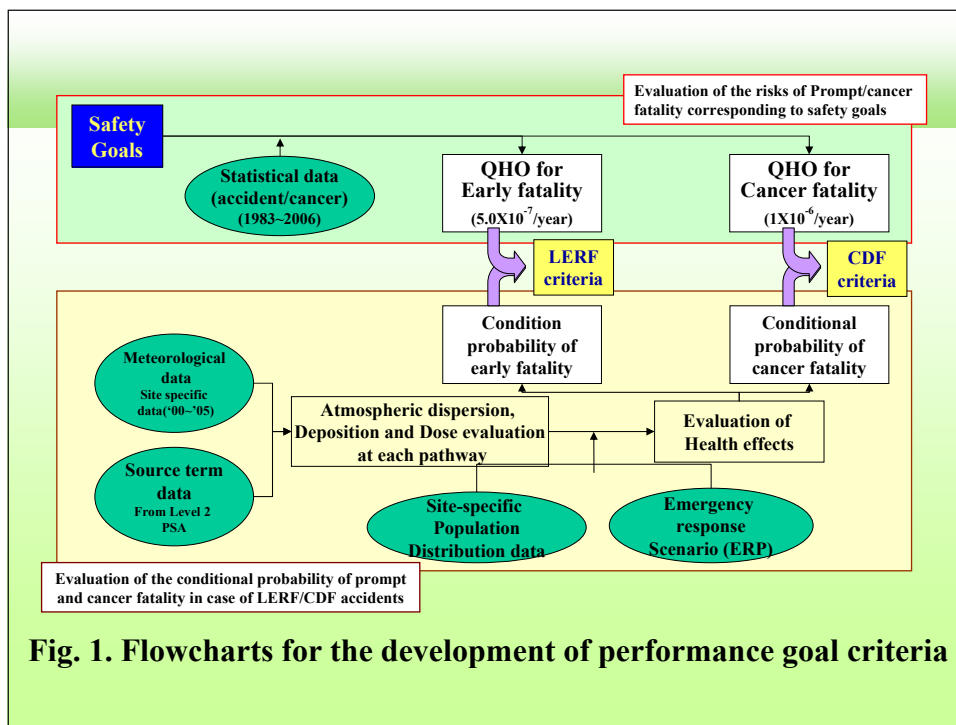 Evaluation of the risks of Prompt/cancer
fatality corresponding to safety goals
Safety
Goals
Statistical data
(accident/cancer)
(1983~2006)
QHO for
Early fatality
(5.0X10⁻⁷/year)
QHO for
Cancer fatality
(1X10⁻⁶/year)
LERF
criteria
CDF
criteria
Condition
probability of
early fatality
Conditional
probability of
cancer fatality
Meteorological
data
Site specific
data('00~'05)
Atmospheric dispersion,
Deposition and Dose evaluation
at each pathway
Evaluation of
Health effects
Source term
data
From Level 2
PSA
Site-specific
Population
Distribution data
Emergency
response
Scenario (ERP)
Evaluation of the conditional probability of prompt
and cancer fatality in case of LERF/CDF accidents
Fig. 1. Flowcharts for the development of performance goal criteria